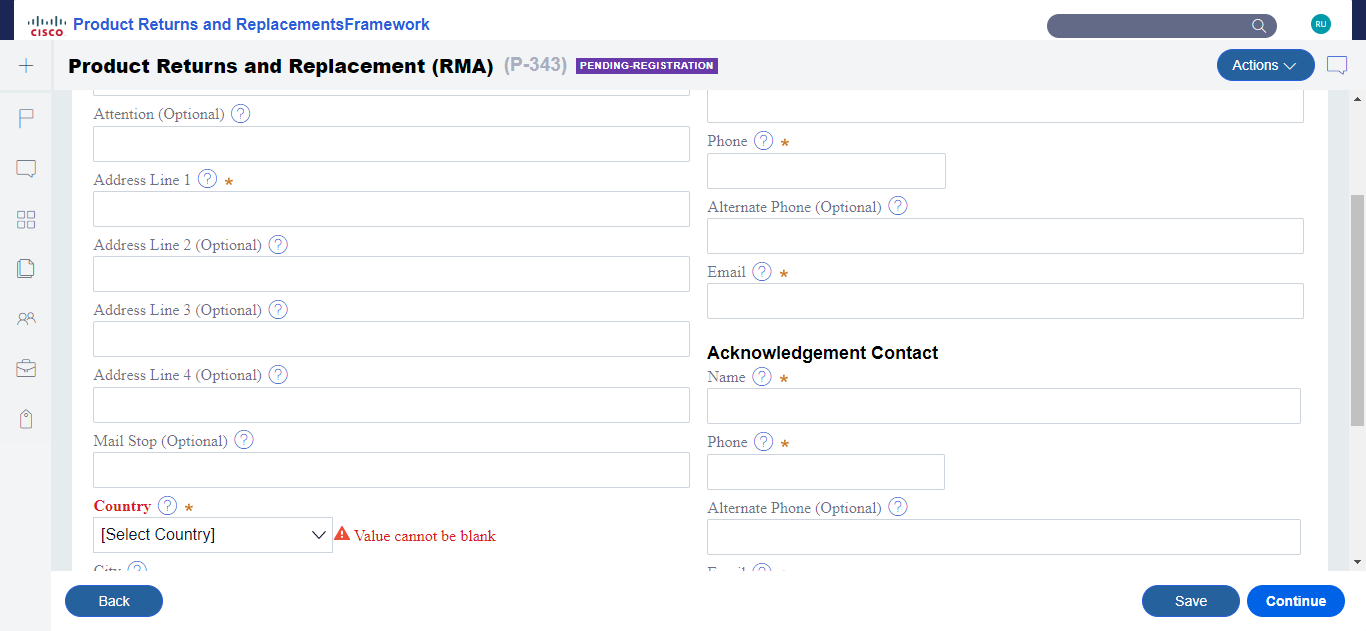 CISCO
Product Returns and ReplacementsFramework
RU
Product Returns and Replacement (RMA) (P-343) PENDING-REGISTRATION
Actions
Attention (Optional) ?
Address Line 1 ? *
Address Line 2 (Optional) ?
Address Line 3 (Optional) ?
Address Line 4 (Optional) ?
Mail Stop (Optional) ?
Country ? *
[Select Country]
Value cannot be blank
City ?
Phone ? *
Alternate Phone (Optional) ?
Email ? *
Acknowledgement Contact
Name ? *
Phone ? *
Alternate Phone (Optional) ?
Email ? *
Back
Save
Continue